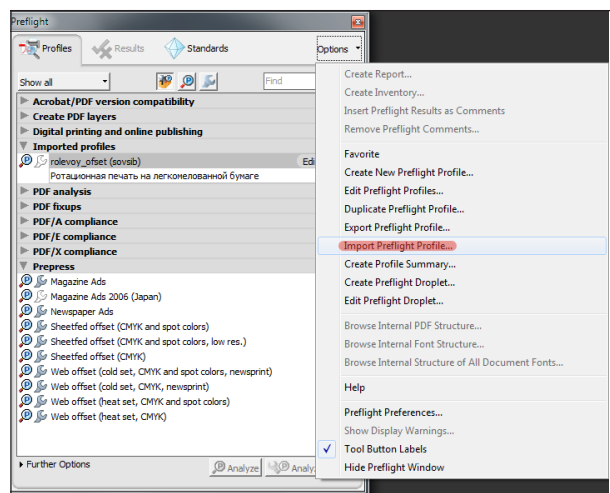 Preflight
Profiles
Results
Standards
Options
Show all
Find
Acrobat/PDF version compatibility
Create PDF layers
Digital printing and online publishing
Imported profiles
rolevoy_ofset (sovsib)
Ротационная печать на легкомелованной бумаге
PDF analysis
PDF fixups
PDF/A compliance
PDF/E compliance
PDF/X compliance
Prepress
Magazine Ads
Magazine Ads 2006 (Japan)
Newspaper Ads
Sheetfed offset (CMYK and spot colors)
Sheetfed offset (CMYK and spot colors, low res.)
Sheetfed offset (CMYK)
Web offset (cold set, CMYK and spot colors, newsprint)
Web offset (cold set, CMYK, newsprint)
Web offset (heat set, CMYK and spot colors)
Web offset (heat set, CMYK)
Further Options
Analyze
Create Report...
Create Inventory...
Insert Preflight Results as Comments
Remove Preflight Comments...
Favorite
Create New Preflight Profile...
Edit Preflight Profiles...
Duplicate Preflight Profile...
Export Preflight Profile...
Import Preflight Profile...
Create Profile Summary...
Create Preflight Droplet...
Edit Preflight Droplet...
Browse Internal PDF Structure...
Browse Internal Font Structure...
Browse Internal Structure of All Document Fonts...
Help
Preflight Preferences...
Show Display Warnings...
Tool Button Labels
Hide Preflight Window